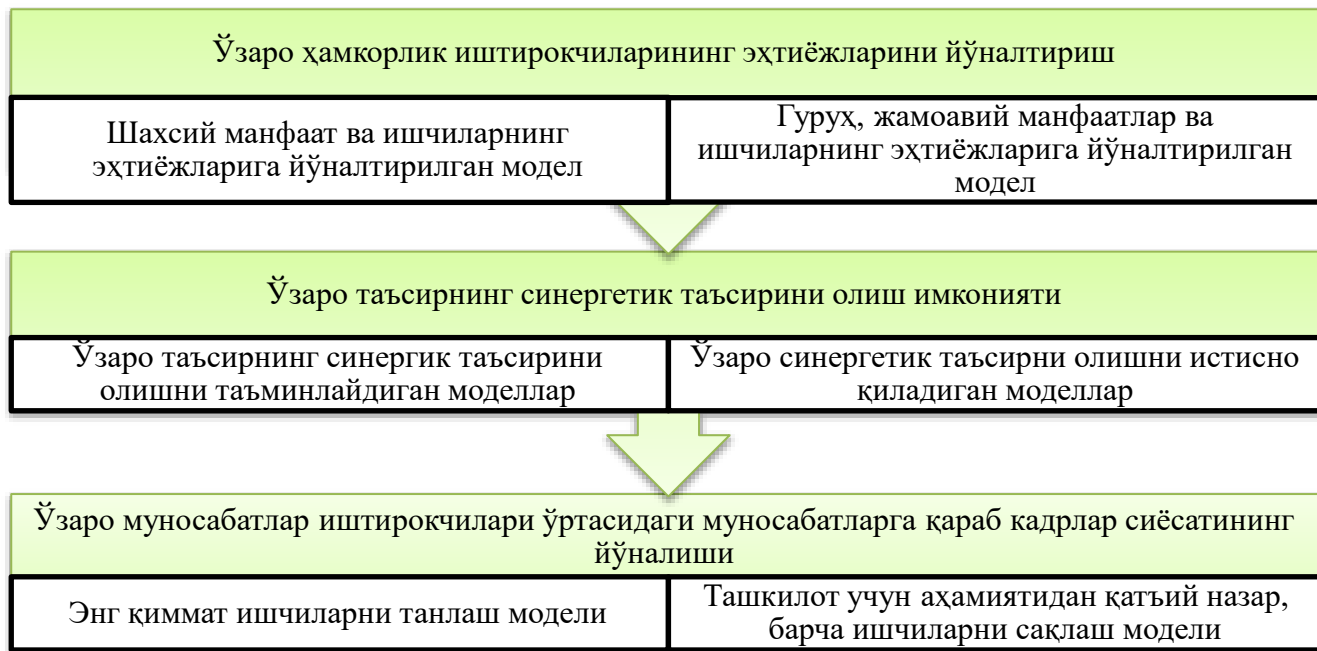 Ўзаро ҳамкорлик иштирокчиларининг эҳтиёжларини йўналтириш
Шахсий манфаат ва ишчиларнинг
эҳтиёжларига йўналтирилган модел
Гуруҳ, жамоавий манфаатлар ва
ишчиларнинг эҳтиёжларига йўналтирилган
модел
Ўзаро таъсирнинг синергетик таъсирини олиш имконияти
Ўзаро таъсирнинг синергик таъсирини
олишни таъминлайдиган моделлар
Ўзаро синергетик таъсирни олишни истисно
қиладиган моделлар
Ўзаро муносабатлар иштирокчилари ўртасидаги муносабатларга қараб кадрлар сиёсатининг
йўналиши
Энг қиммат ишчиларни танлаш модели
Ташкилот учун аҳамиятидан қатъий назар,
барча ишчиларни сақлаш модели